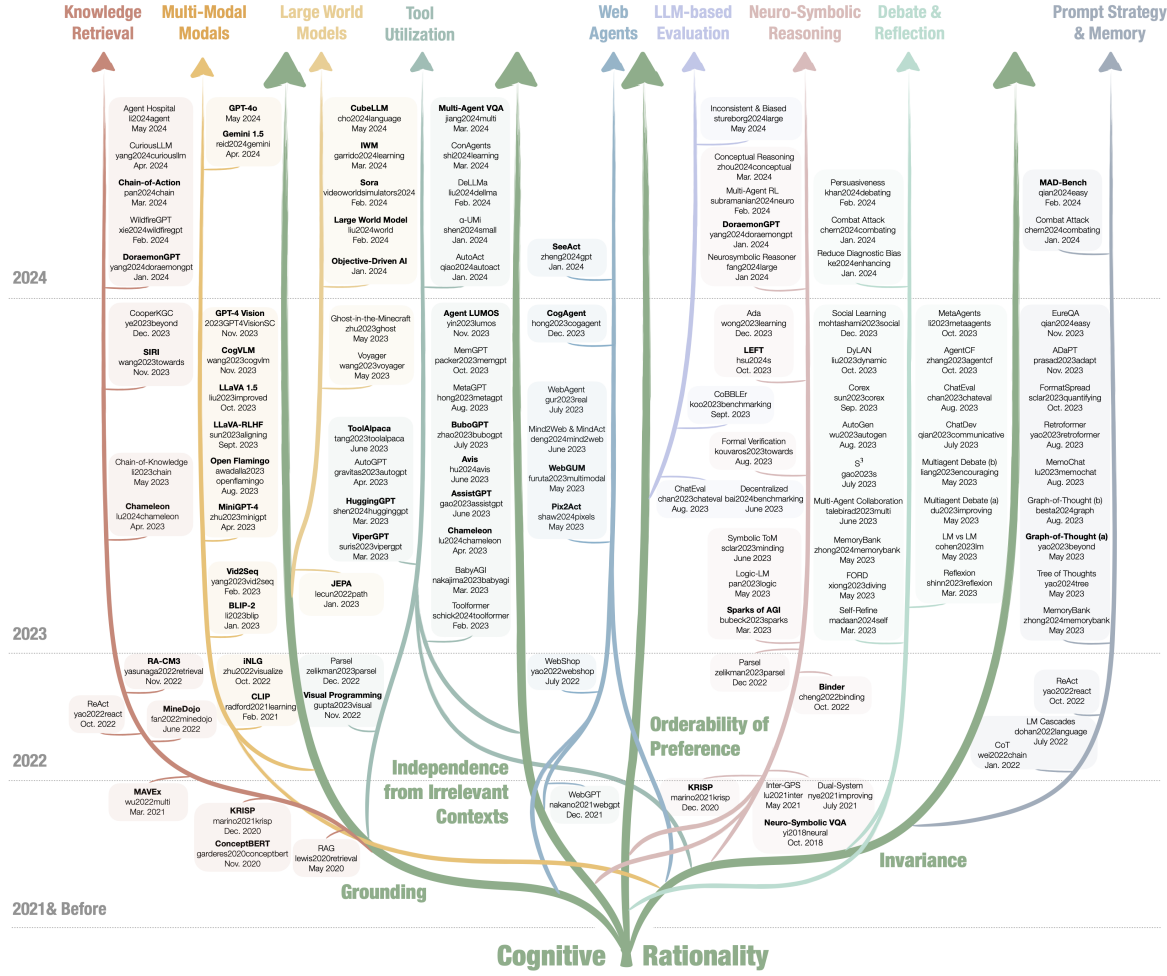 Knowledge
Retrieval
Multi-Modal
Modals
Large World
Models
Tool
Utilization
Web
Agents
LLM-based
Evaluation
Neuro-Symbolic
Reasoning
Debate &
Reflection
Prompt Strategy
& Memory
2024
Agent Hospital
li2024agent
May 2024
CuriousLLM
yang2024curiousllm
Apr. 2024
Chain-of-Action
pan2024chain
Mar. 2024
WildfireGPT
xie2024wildfiregpt
Feb. 2024
DoraemonGPT
yang2024doraemongpt
Jan. 2024
GPT-4o
May 2024
Gemini 1.5
reid2024gemini
Apr. 2024
CubeLLM
cho2024language
May 2024
IWM
garrido2024learning
Mar. 2024
Sora
videoworldsimulators2024
Feb. 2024
Large World Model
liu2024world
Feb. 2024
Objective-Driven AI
Jan. 2024
Multi-Agent VQA
jiang2024multi
Mar. 2024
ConAgents
shi2024learning
Mar. 2024
DeLLMa
liu2024dellma
Feb. 2024
α-UMi
shen2024small
Jan. 2024
AutoAct
qiao2024autoact
Jan. 2024
SeeAct
zheng2024gpt
Jan. 2024
Inconsistent & Biased
stureborg2024large
May 2024
Conceptual Reasoning
zhou2024conceptual
Mar. 2024
Multi-Agent RL
subramanian2024neuro
Feb. 2024
DoraemonGPT
yang2024doraemongpt
Jan. 2024
Neurosymbolic Reasoner
fang2024large
Jan 2024
Persuasiveness
khan2024debating
Feb. 2024
Combat Attack
chern2024combating
Jan. 2024
Reduce Diagnostic Bias
ke2024enhancing
Jan. 2024
MAD-Bench
qian2024easy
Feb. 2024
Combat Attack
chern2024combating
Jan. 2024
2023
CooperKGC
ye2023beyond
Dec. 2023
SIRI
wang2023towards
Nov. 2023
Chain-of-Knowledge
li2023chain
May 2023
Chameleon
lu2024chameleon
Apr. 2023
GPT-4 Vision
2023GPT4VisionSC
Nov. 2023
CogVLM
wang2023cogvlm
Nov. 2023
LLaVA 1.5
liu2023improved
Oct. 2023
LLaVA-RLHF
sun2023aligning
Sept. 2023
Open Flamingo
awadalla2023
openflamingo
Aug. 2023
MiniGPT-4
zhu2023minigpt
Apr. 2023
Vid2Seq
yang2023vid2seq
Feb. 2023
BLIP-2
li2023blip
Jan. 2023
Ghost-in-the-Minecraft
zhu2023ghost
May 2023
Voyager
wang2023voyager
May 2023
ToolAlpaca
tang2023toolalpaca
June 2023
AutoGPT
gravitas2023autogpt
Apr. 2023
HuggingGPT
shen2024hugginggpt
Mar. 2023
ViperGPT
suris2023vipergpt
Mar. 2023
JEPA
lecun2022path
Jan. 2023
Agent LUMOS
yin2023lumos
Nov. 2023
MemGPT
packer2023memgpt
Oct. 2023
MetaGPT
hong2023metagpt
Aug. 2023
BuboGPT
zhao2023bubogpt
July 2023
Avis
hu2024avis
June 2023
AssistGPT
gao2023assistgpt
June 2023
Chameleon
lu2024chameleon
Apr. 2023
BabyAGI
nakajima2023babyagi
Mar. 2023
Toolformer
schick2024toolformer
Feb. 2023
CogAgent
hong2023cogagent
Dec. 2023
WebAgent
gur2023real
July 2023
Mind2Web & MindAct
deng2024mind2web
June 2023
WebGUM
furuta2023multimodal
May 2023
Pix2Act
shaw2024pixels
May 2023
CoBBLEr
koo2023benchmarking
Sept. 2023
ChatEval
chan2023chateval
Aug. 2023
Decentralized
bai2024benchmarking
June 2023
Ada
wong2023learning
Dec. 2023
LEFT
hsu2024s
Oct. 2023
Formal Verification
kouvaros2023towards
Aug. 2023
Symbolic ToM
sclar2023minding
June 2023
Logic-LM
pan2023logic
May 2023
Sparks of AGI
bubeck2023sparks
Mar. 2023
Social Learning
mohtashami2023social
Dec. 2023
DyLAN
liu2023dynamic
Oct. 2023
Corex
sun2023corex
Sep. 2023
AutoGen
wu2023autogen
Aug. 2023
S³
gao2023s
July 2023
Multi-Agent Collaboration
talebirad2023multi
June 2023
MemoryBank
zhong2024memorybank
May 2023
FORD
xiong2023diving
May 2023
Self-Refine
madaan2024self
Mar. 2023
MetaAgents
li2023metaagents
Oct. 2023
AgentCF
zhang2023agentcf
Oct. 2023
ChatEval
chan2023chateval
Aug. 2023
ChatDev
qian2023communicative
July 2023
Multiagent Debate (b)
liang2023encouraging
May 2023
Multiagent Debate (a)
du2023improving
May 2023
LM vs LM
cohen2023lm
May 2023
Reflexion
shinn2023reflexion
Mar. 2023
EureQA
qian2024easy
Nov. 2023
ADaPT
prasad2023adapt
Nov. 2023
FormatSpread
sclar2023quantifying
Oct. 2023
Retroformer
yao2023retroformer
Aug. 2023
MemoChat
lu2023memochat
Aug. 2023
Graph-of-Thought (b)
besta2024graph
Aug. 2023
Graph-of-Thought (a)
yao2023beyond
May 2023
Tree of Thoughts
yao2024tree
May 2023
MemoryBank
zhong2024memorybank
May 2023
2022
RA-CM3
yasunaga2022retrieval
Nov. 2022
ReAct
yao2022react
Oct. 2022
MineDojo
fan2022minedojo
June 2022
iNLG
zhu2022visualize
Oct. 2022
CLIP
radford2021learning
Feb. 2021
Parsel
zelikman2023parsel
Dec. 2022
Visual Programming
gupta2023visual
Nov. 2022
WebShop
yao2022webshop
July 2022
Parsel
zelikman2023parsel
Dec 2022
Binder
cheng2022binding
Oct. 2022
ReAct
yao2022react
Oct. 2022
LM Cascades
dohan2022language
July 2022
CoT
wei2022chain
Jan. 2022
Orderability of
Preference
Independence
from Irrelevant
Contexts
2021& Before
MAVEx
wu2022multi
Mar. 2021
KRISP
marino2021krisp
Dec. 2020
ConceptBERT
garderes2020conceptbert
Nov. 2020
RAG
lewis2020retrieval
May 2020
WebGPT
nakano2021webgpt
Dec. 2021
KRISP
marino2021krisp
Dec. 2020
Inter-GPS
lu2021inter
May 2021
Dual-System
nye2021improving
July 2021
Neuro-Symbolic VQA
yi2018neural
Oct. 2018
Grounding
Invariance
Cognitive Rationality